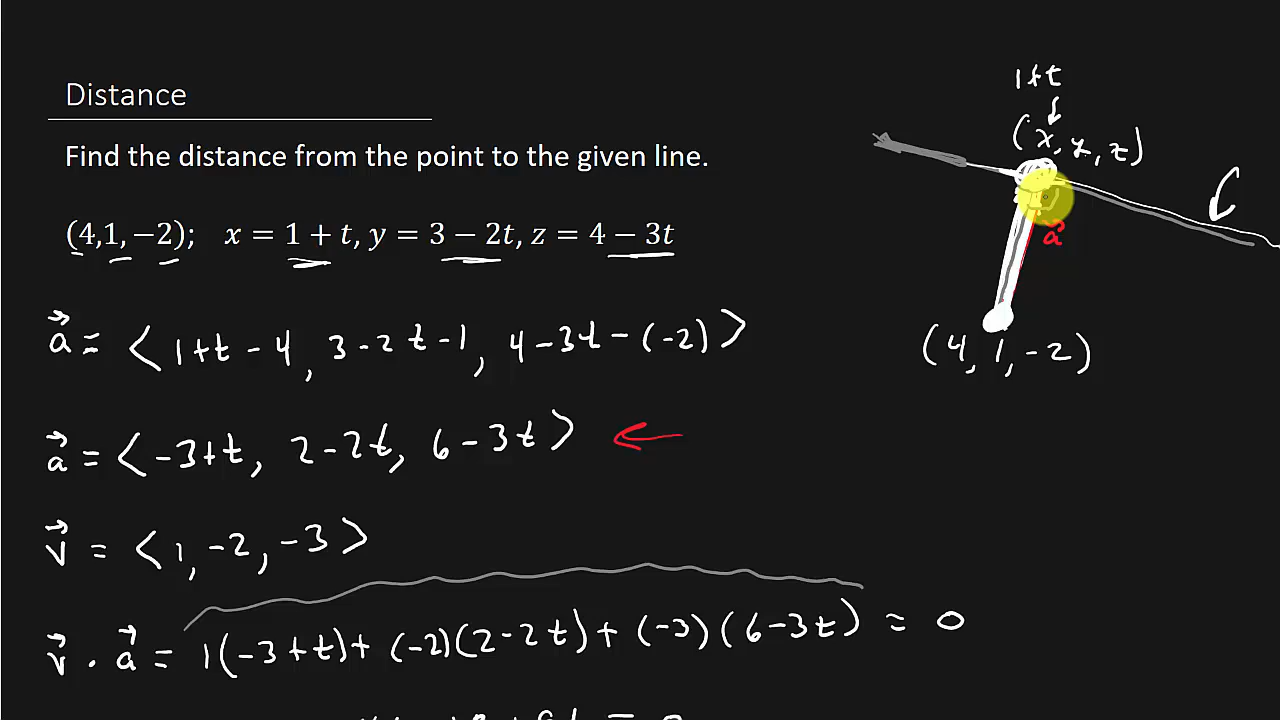 Distance
Find the distance from the point to the given line.
(4,1,−2); x = 1 + t, y = 3 − 2t, z = 4 − 3t
1+t
(x, y, z)
a⃗
(4, 1, -2)
a⃗ = <1+t-4, 3-2t-1, 4-3t-(-2)>
a⃗ = <-3+t, 2-2t, 6-3t>
v⃗ = <1, -2, -3>
v⃗ · a⃗ = 1(-3+t)+(-2)(2-2t)+(-3)(6-3t) = 0